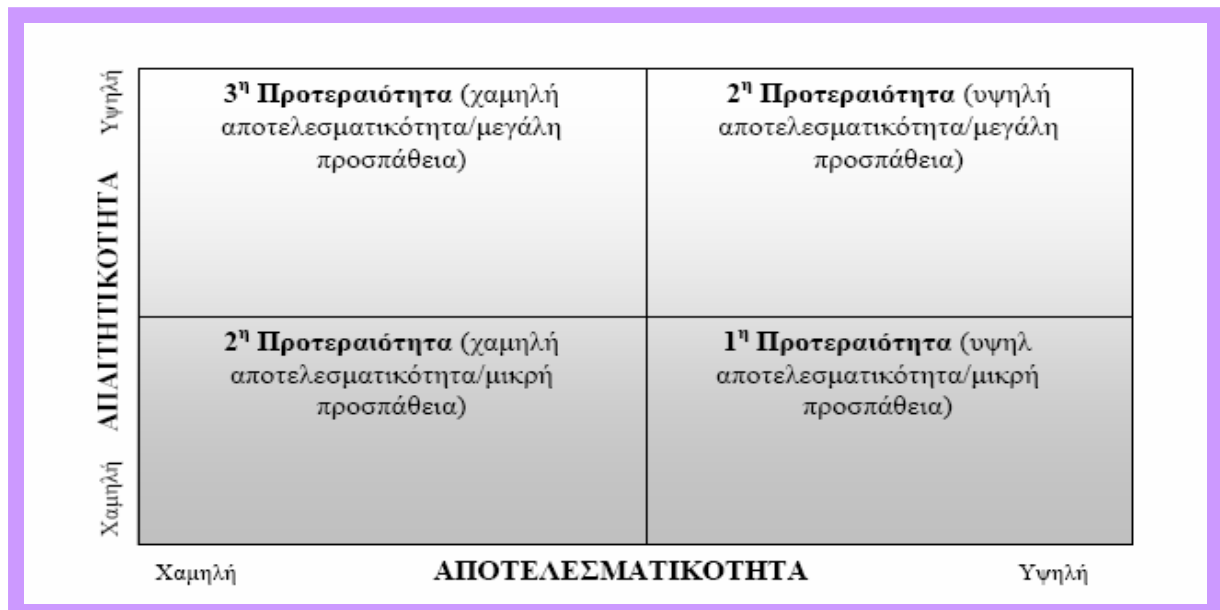 Υψηλή
ΑΠΑΙΤΗΤΙΚΟΤΗΤΑ
Χαμηλή
3η Προτεραιότητα (χαμηλή
αποτελεσματικότητα/μεγάλη
προσπάθεια)
2η Προτεραιότητα (υψηλή
αποτελεσματικότητα/μεγάλη
προσπάθεια)
2η Προτεραιότητα (χαμηλή
αποτελεσματικότητα/μικρή
προσπάθεια)
1η Προτεραιότητα (υψηλ
αποτελεσματικότητα/μικρή
προσπάθεια)
Χαμηλή
ΑΠΟΤΕΛΕΣΜΑΤΙΚΟΤΗΤΑ
Υψηλή